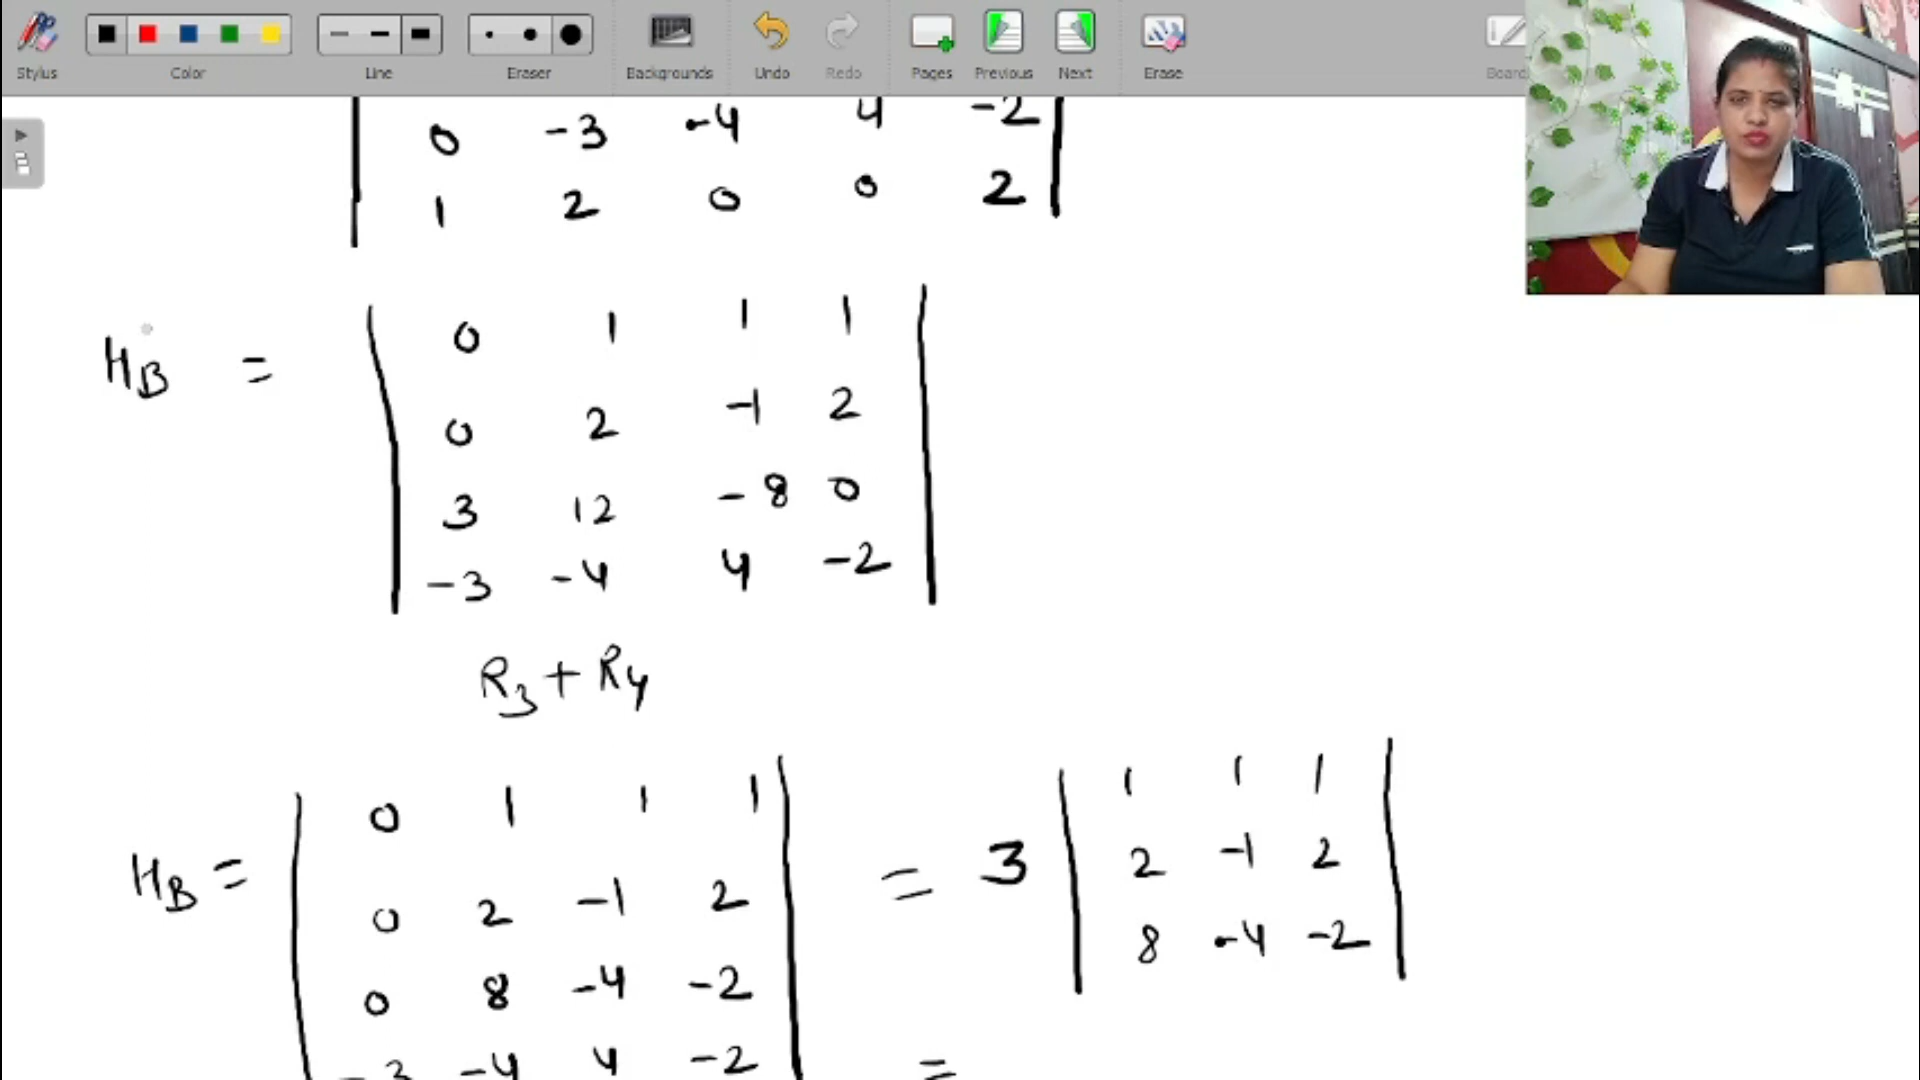 Stylus Color Line Eraser Backgrounds Undo Redo Pages Previous Next Erase Board
0 -3 -4 4 -2
1 2 0 0 2
H_B = | 0 1 1 1 |
0 2 -1 2
3 12 -8 0
-3 -4 4 -2
R_3 + R_4
H_B = | 0 1 1 1 | = 3 | 1 1 1 |
0 2 -1 2 2 -1 2
0 8 -4 -2 8 -4 -2
-3 -4 4 -2 =